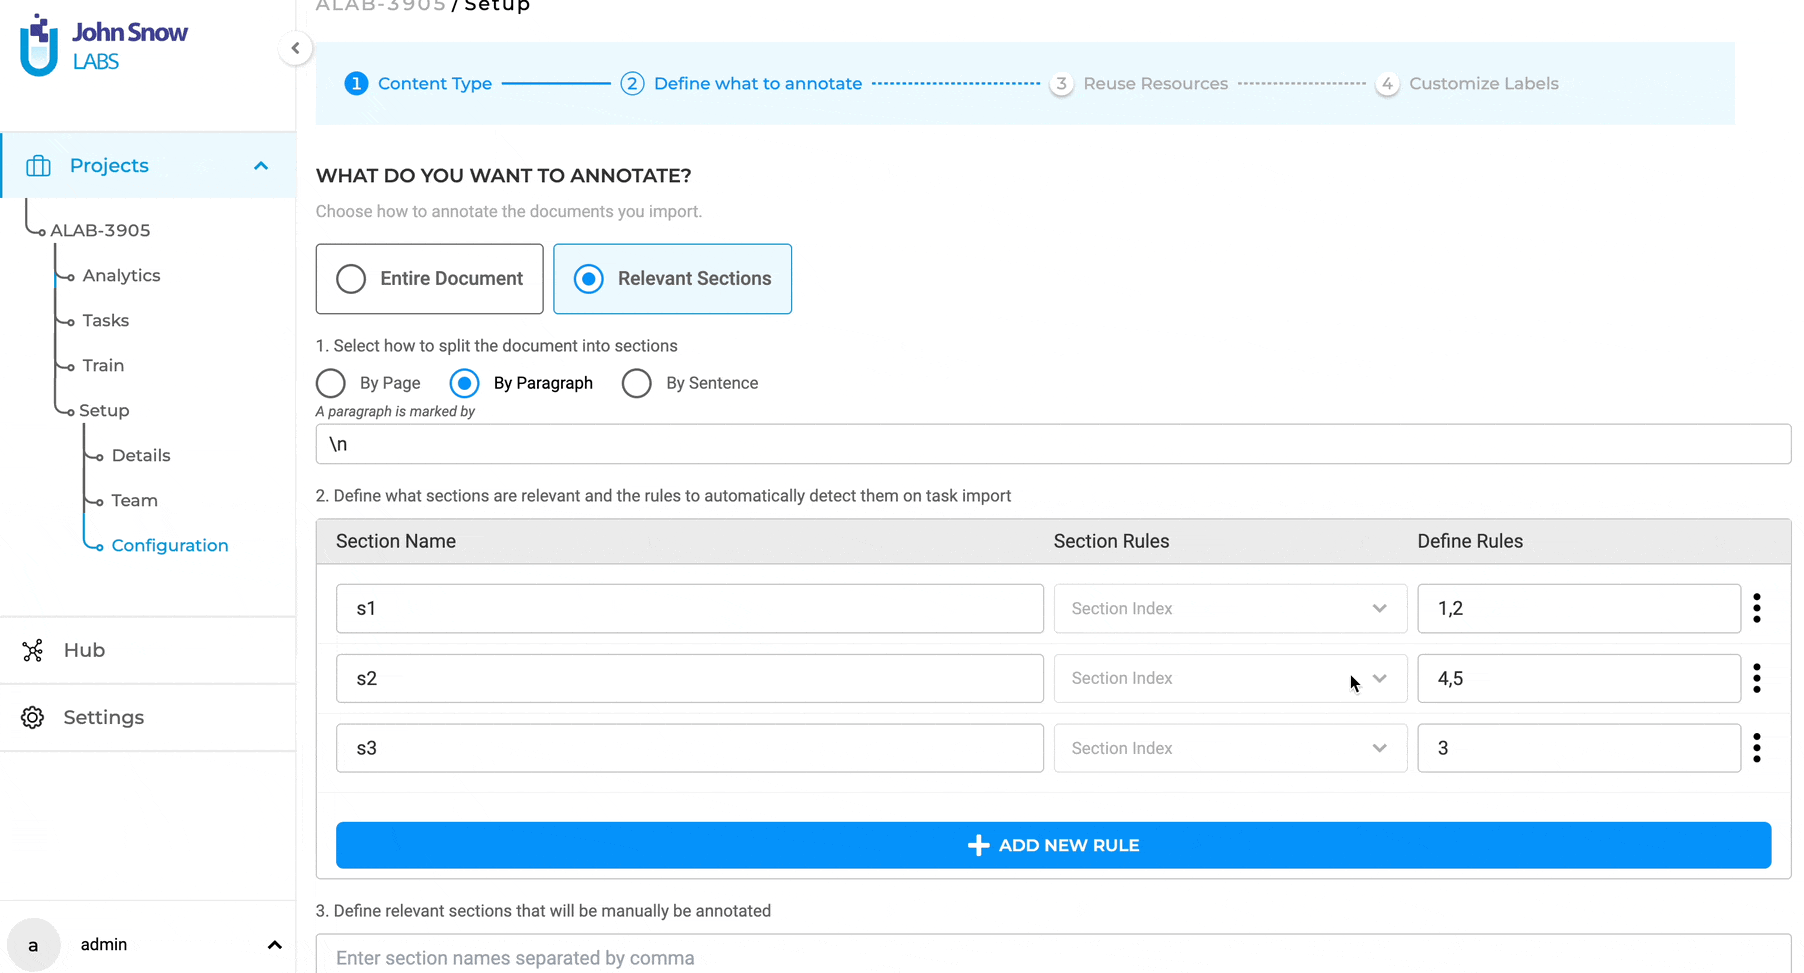 John Snow
LABS
ALAB-3905 / Setup
1 Content Type 2 Define what to annotate 3 Reuse Resources 4 Customize Labels
Projects
ALAB-3905
Analytics
Tasks
Train
Setup
Details
Team
Configuration
Hub
Settings
a admin
WHAT DO YOU WANT TO ANNOTATE?
Choose how to annotate the documents you import.
Entire Document Relevant Sections
1. Select how to split the document into sections
By Page By Paragraph By Sentence
A paragraph is marked by
\n
2. Define what sections are relevant and the rules to automatically detect them on task import
Section Name Section Rules Define Rules
s1 Section Index 1,2
s2 Section Index 4,5
s3 Section Index 3
ADD NEW RULE
3. Define relevant sections that will be manually be annotated
Enter section names separated by comma